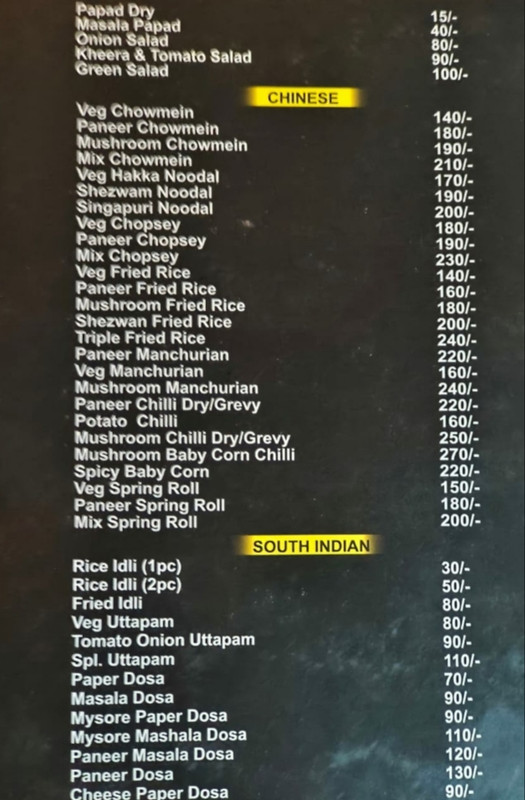 Papad Dry 15/-
Masala Papad 40/-
Onion Salad 80/-
Kheera & Tomato Salad 90/-
Green Salad 100/-
CHINESE
Veg Chowmein 140/-
Paneer Chowmein 180/-
Mushroom Chowmein 190/-
Mix Chowmein 210/-
Veg Hakka Noodal 170/-
Shezwam Noodal 190/-
Singapuri Noodal 200/-
Veg Chopsey 180/-
Paneer Chopsey 190/-
Mix Chopsey 230/-
Veg Fried Rice 140/-
Paneer Fried Rice 160/-
Mushroom Fried Rice 180/-
Shezwan Fried Rice 200/-
Triple Fried Rice 240/-
Paneer Manchurian 220/-
Veg Manchurian 160/-
Mushroom Manchurian 240/-
Paneer Chilli Dry/Grevy 220/-
Potato Chilli 160/-
Mushroom Chilli Dry/Grevy 250/-
Mushroom Baby Corn Chilli 270/-
Spicy Baby Corn 220/-
Veg Spring Roll 150/-
Paneer Spring Roll 180/-
Mix Spring Roll 200/-
SOUTH INDIAN
Rice Idli (1pc) 30/-
Rice Idli (2pc) 50/-
Fried Idli 80/-
Veg Uttapam 80/-
Tomato Onion Uttapam 90/-
Spl. Uttapam 110/-
Paper Dosa 70/-
Masala Dosa 90/-
Mysore Paper Dosa 90/-
Mysore Mashala Dosa 110/-
Paneer Masala Dosa 120/-
Paneer Dosa 130/-
Cheese Paper Dosa 90/-